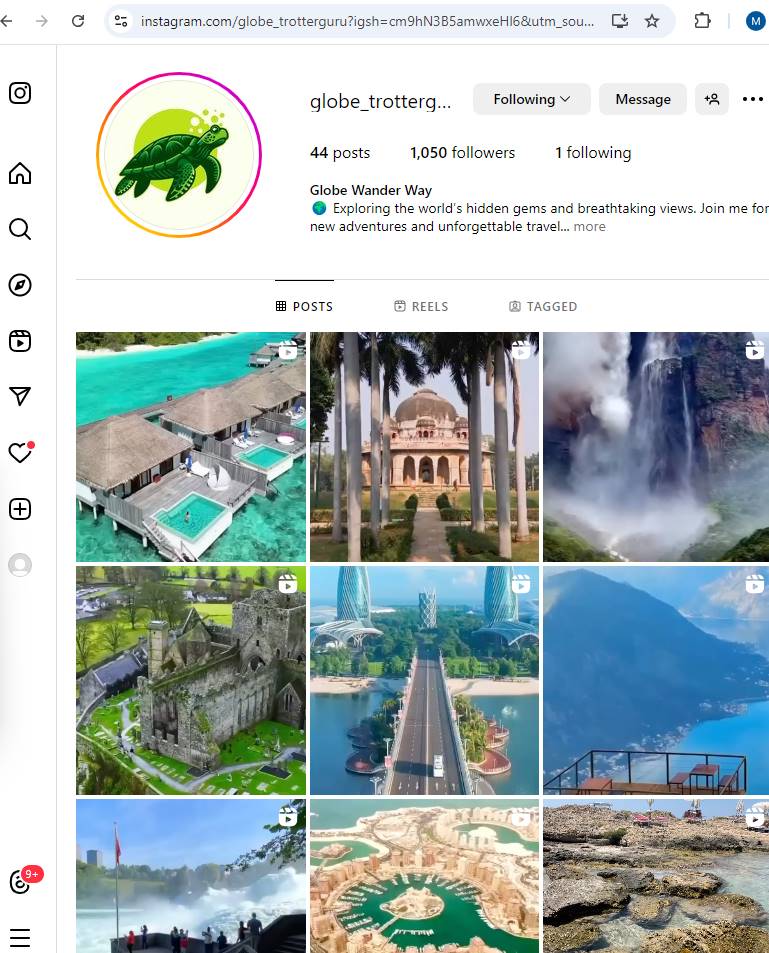 instagram.com/globe_trotterguru?igsh=cm9hN3B5amwxeHl6&utm_sou...
M
globe_trotterg...
Following
Message
44 posts
1,050 followers
1 following
Globe Wander Way
🌍 Exploring the world's hidden gems and breathtaking views. Join me for
new adventures and unforgettable travel... more
POSTS
REELS
TAGGED
9+